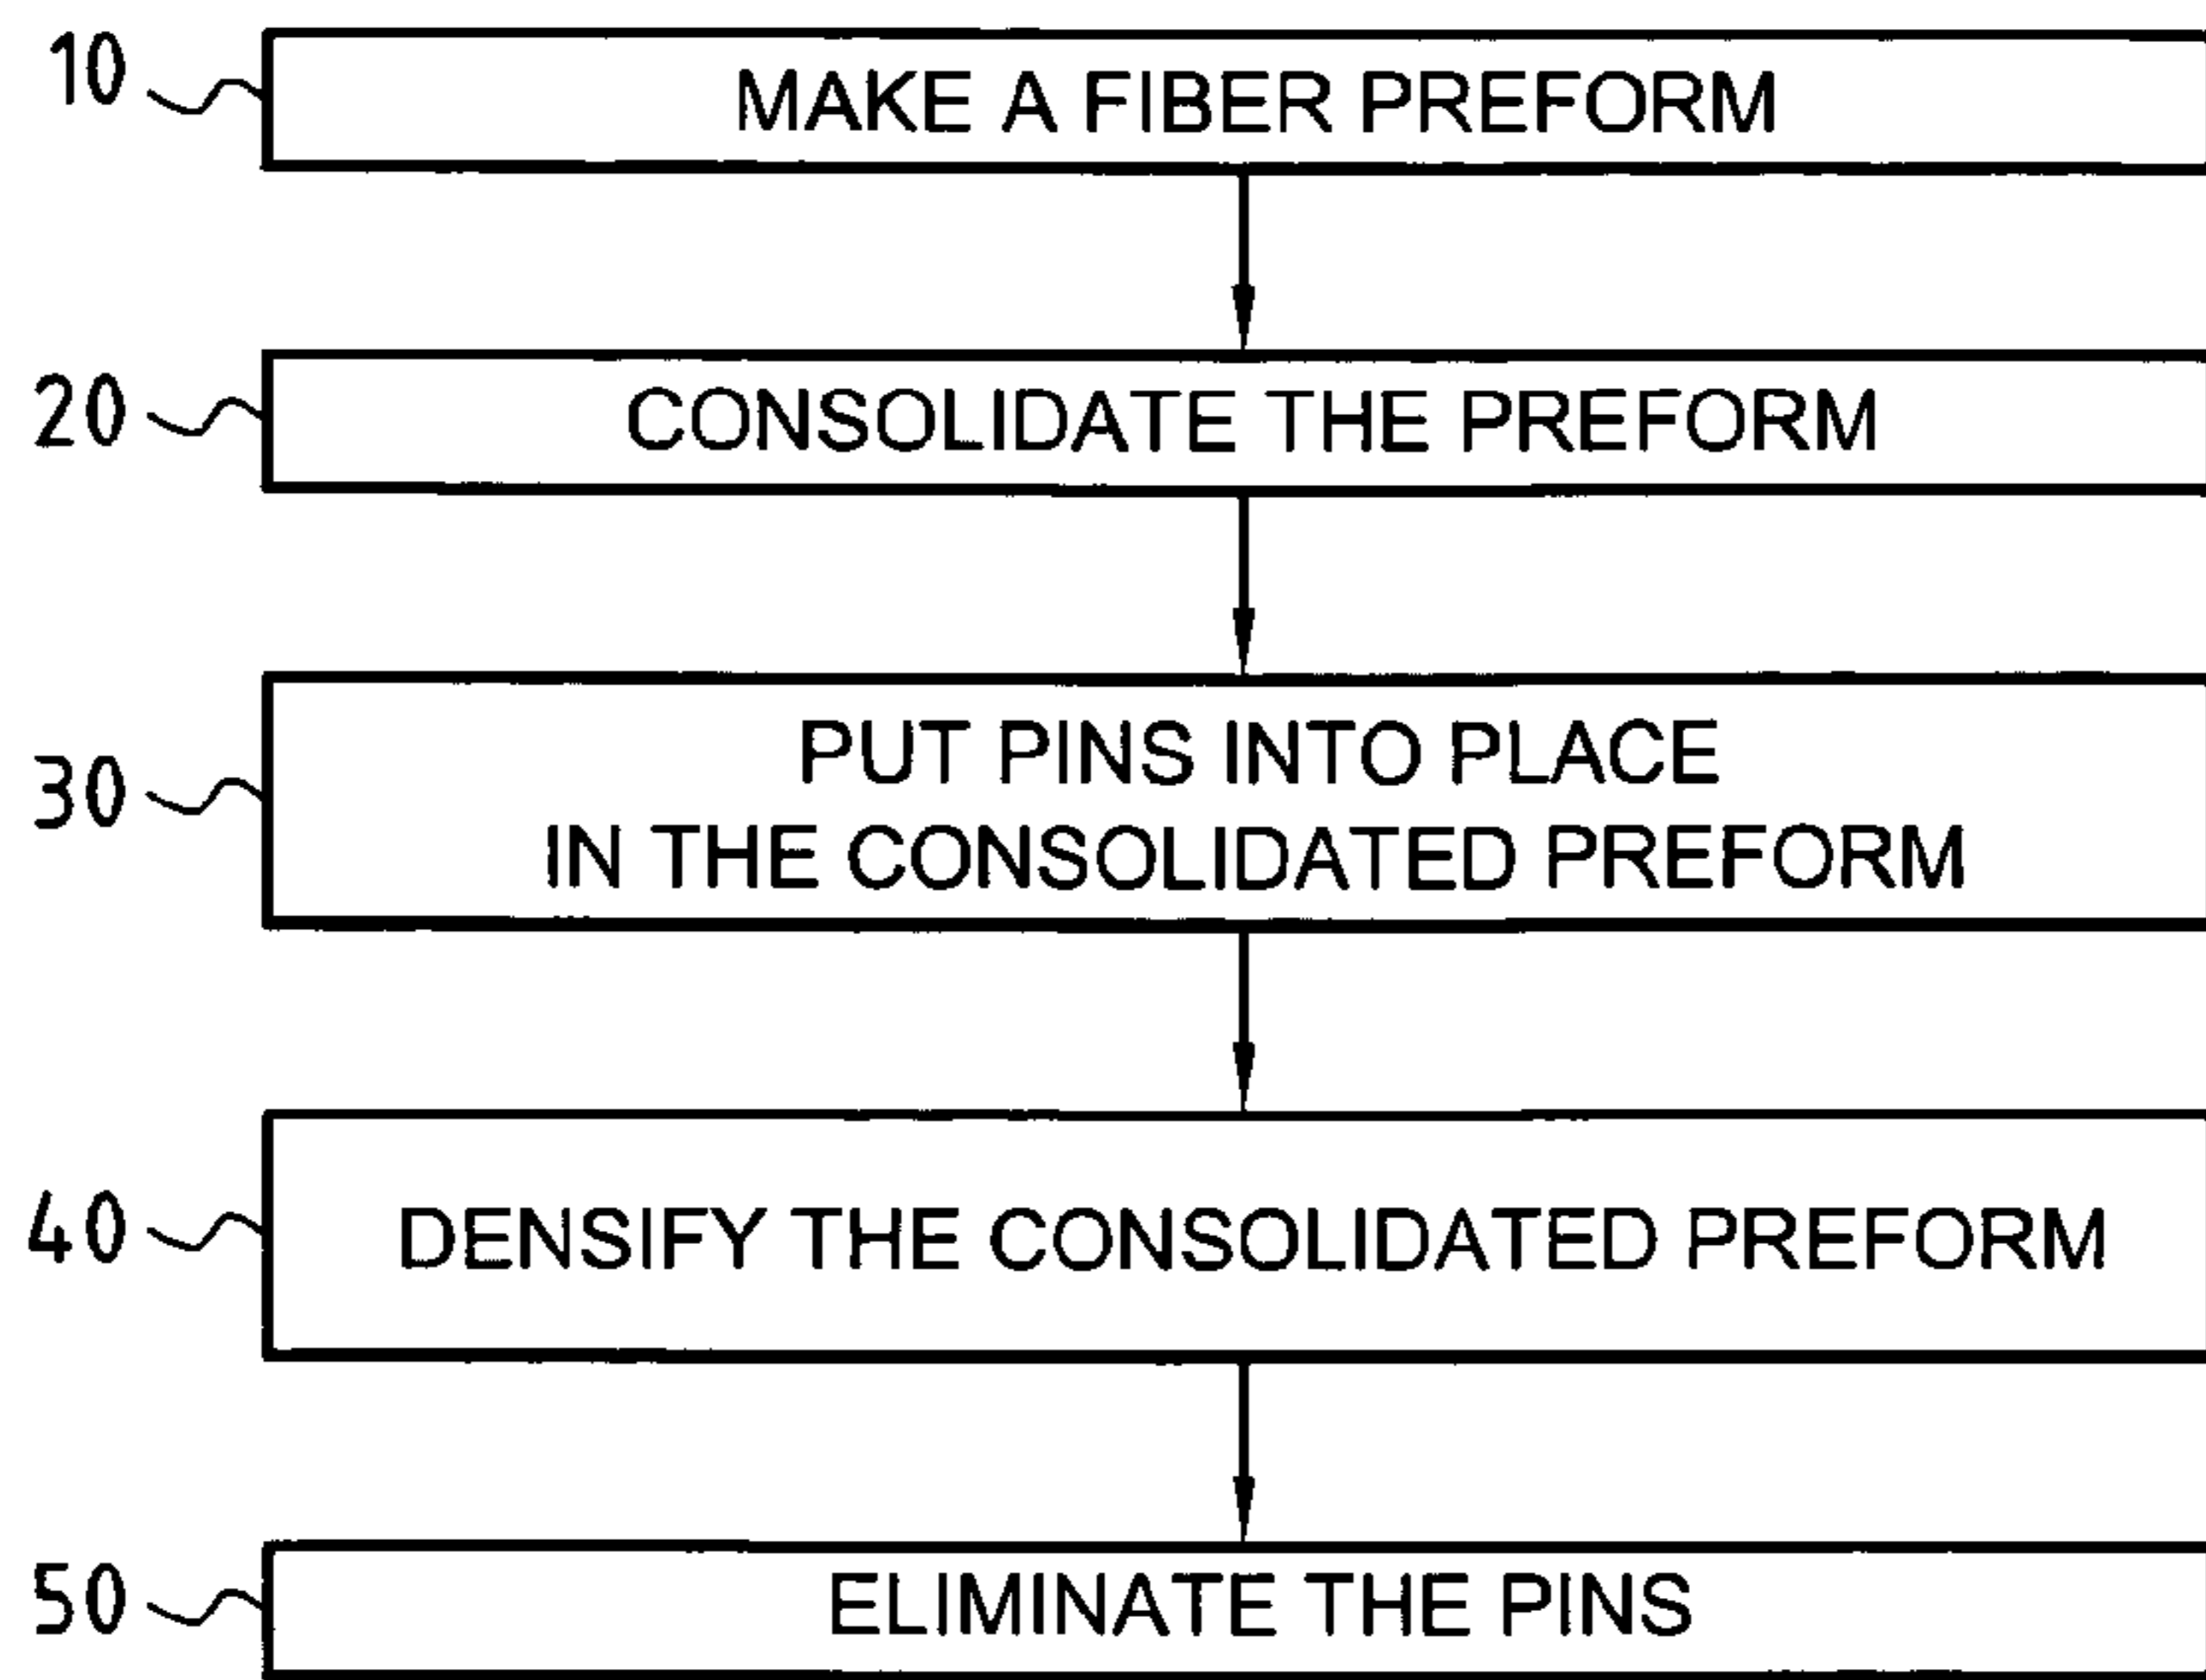 10 MAKE A FIBER PREFORM
20 CONSOLIDATE THE PREFORM
30 PUT PINS INTO PLACE
IN THE CONSOLIDATED PREFORM
40 DENSIFY THE CONSOLIDATED PREFORM
50 ELIMINATE THE PINS